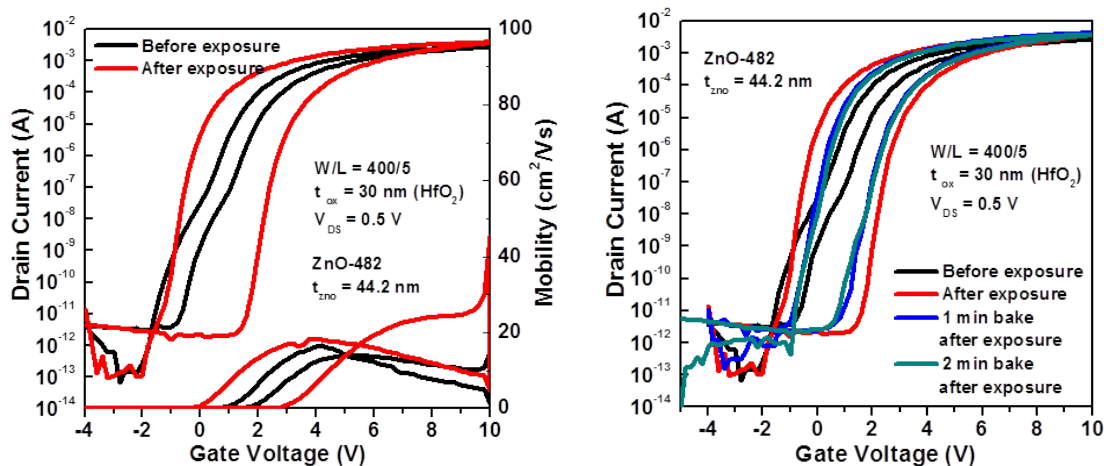 10⁻²
10⁻³
10⁻⁴
10⁻⁵
10⁻⁶
10⁻⁷
10⁻⁸
10⁻⁹
10⁻¹⁰
10⁻¹¹
10⁻¹²
10⁻¹³
10⁻¹⁴
Drain Current (A)
Before exposure
After exposure
W/L = 400/5
t ox = 30 nm (HfO₂)
V DS = 0.5 V
ZnO-482
t zno = 44.2 nm
100
80
60
40
20
0
Mobility (cm²/Vs)
-4 -2 0 2 4 6 8 10
Gate Voltage (V)
10⁻²
10⁻³
10⁻⁴
10⁻⁵
10⁻⁶
10⁻⁷
10⁻⁸
10⁻⁹
10⁻¹⁰
10⁻¹¹
10⁻¹²
10⁻¹³
10⁻¹⁴
Drain Current (A)
ZnO-482
t zno = 44.2 nm
W/L = 400/5
t ox = 30 nm (HfO₂)
V DS = 0.5 V
Before exposure
After exposure
1 min bake
after exposure
2 min bake
after exposure
-4 -2 0 2 4 6 8 10
Gate Voltage (V)